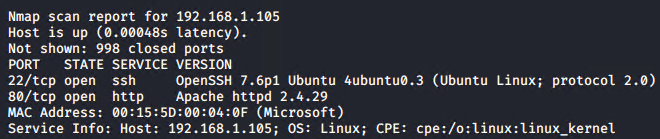 Nmap scan report for 192.168.1.105
Host is up (0.00048s latency).
Not shown: 998 closed ports
PORT   STATE SERVICE VERSION
22/tcp open  ssh     OpenSSH 7.6p1 Ubuntu 4ubuntu0.3 (Ubuntu Linux; protocol 2.0)
80/tcp open  http    Apache httpd 2.4.29
MAC Address: 00:15:5D:00:04:0F (Microsoft)
Service Info: Host: 192.168.1.105; OS: Linux; CPE: cpe:/o:linux:linux_kernel